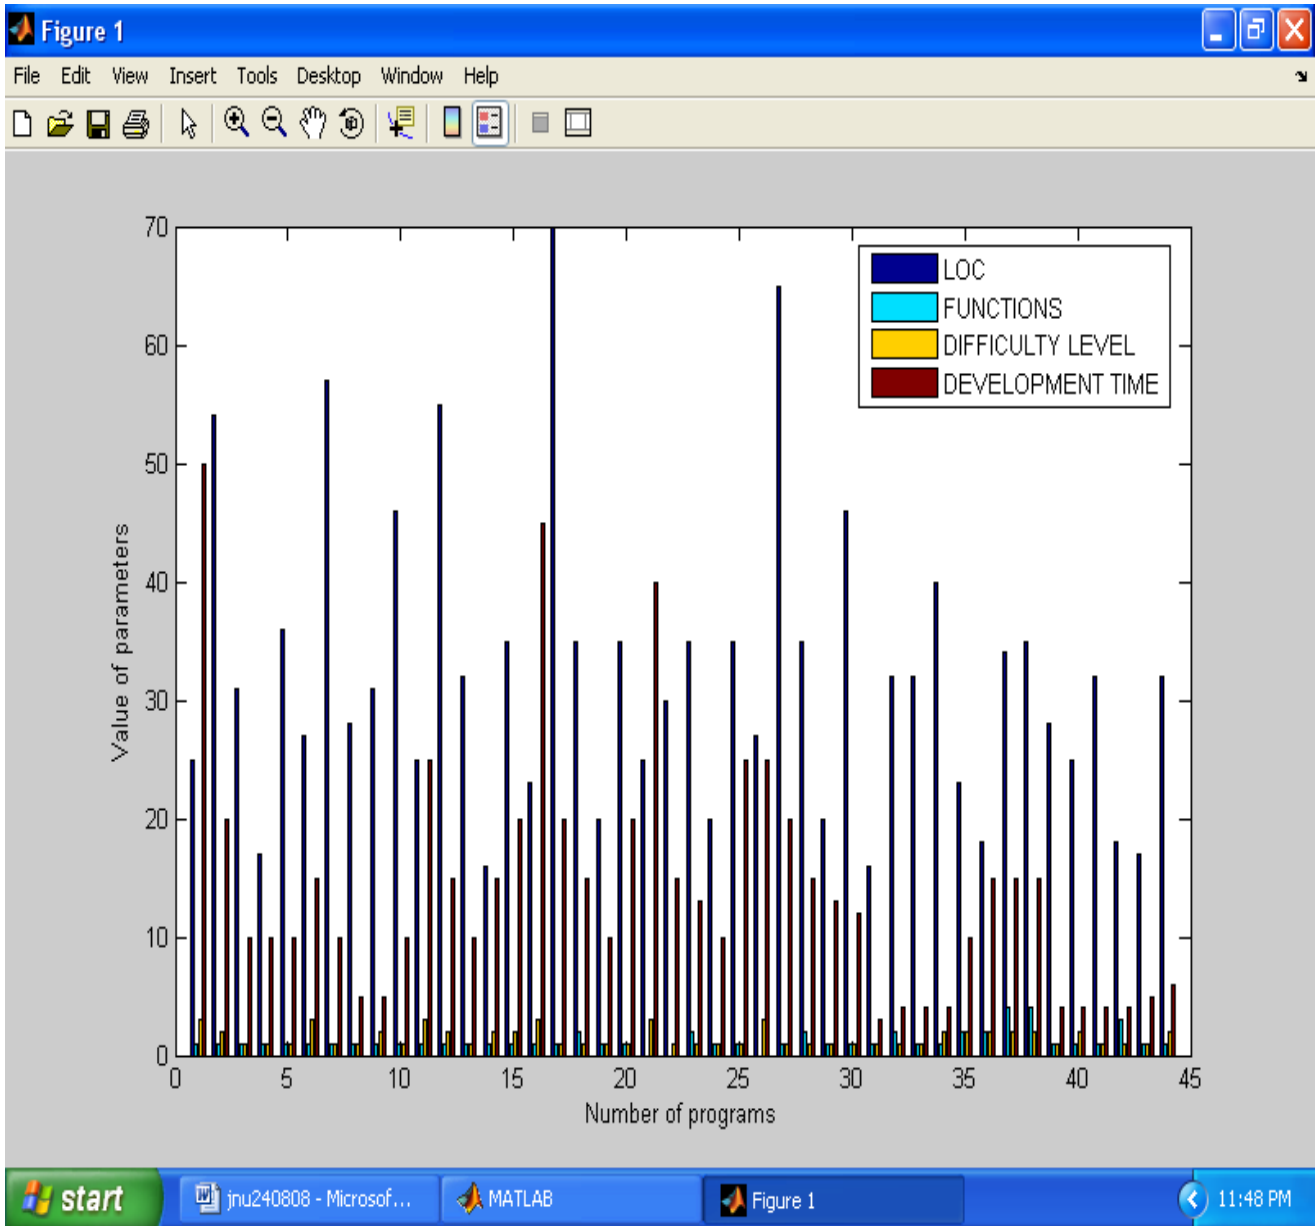 Figure 1
File Edit View Insert Tools Desktop Window Help
70
60
50
40
30
20
10
0
Value of parameters
LOC
FUNCTIONS
DIFFICULTY LEVEL
DEVELOPMENT TIME
0 5 10 15 20 25 30 35 40 45
Number of programs
start jnu240808 - Microsof... MATLAB Figure 1 11:48 PM